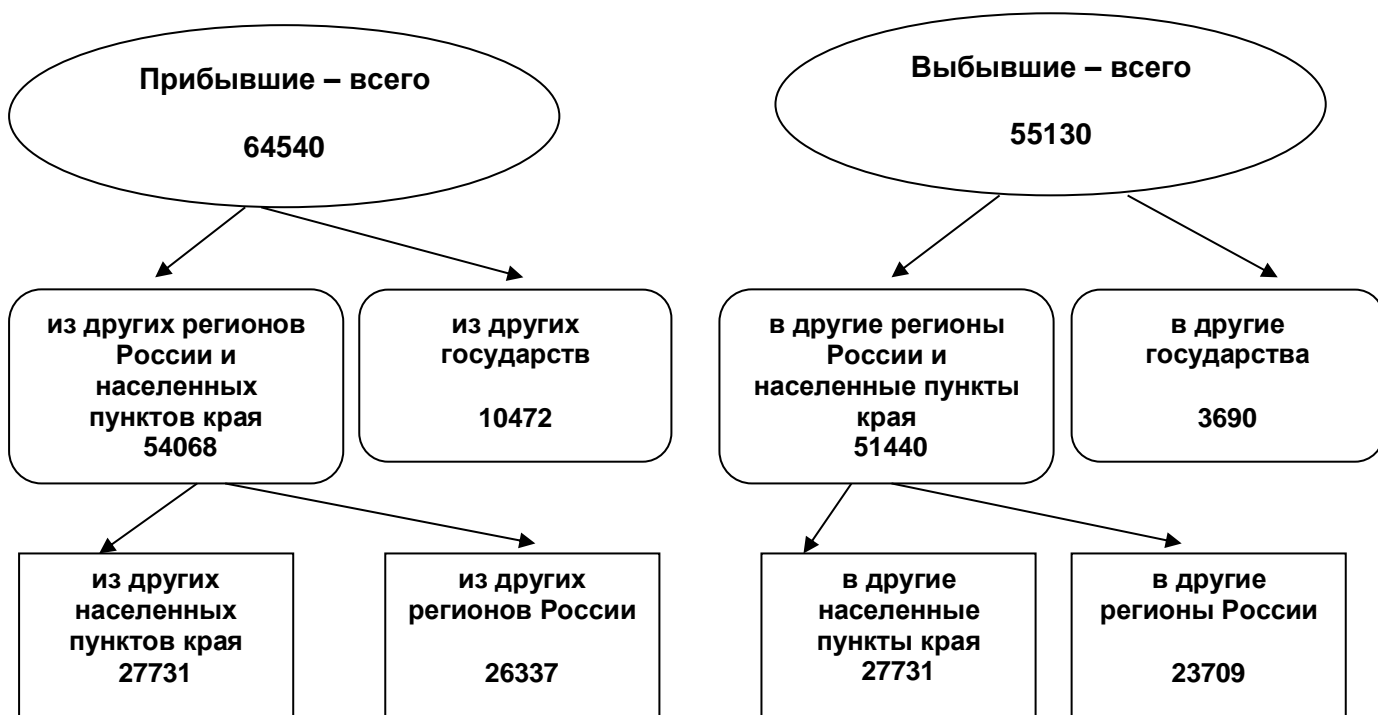 Прибывшие – всего
64540
Выбывшие – всего
55130
из других регионов
России и
населенных
пунктов края
54068
из других
государств
10472
в другие регионы
России и
населенные пункты
края
51440
в другие
государства
3690
из других
населенных
пунктов края
27731
из других
регионов России
26337
в другие
населенные
пункты края
27731
в другие
регионы России
23709